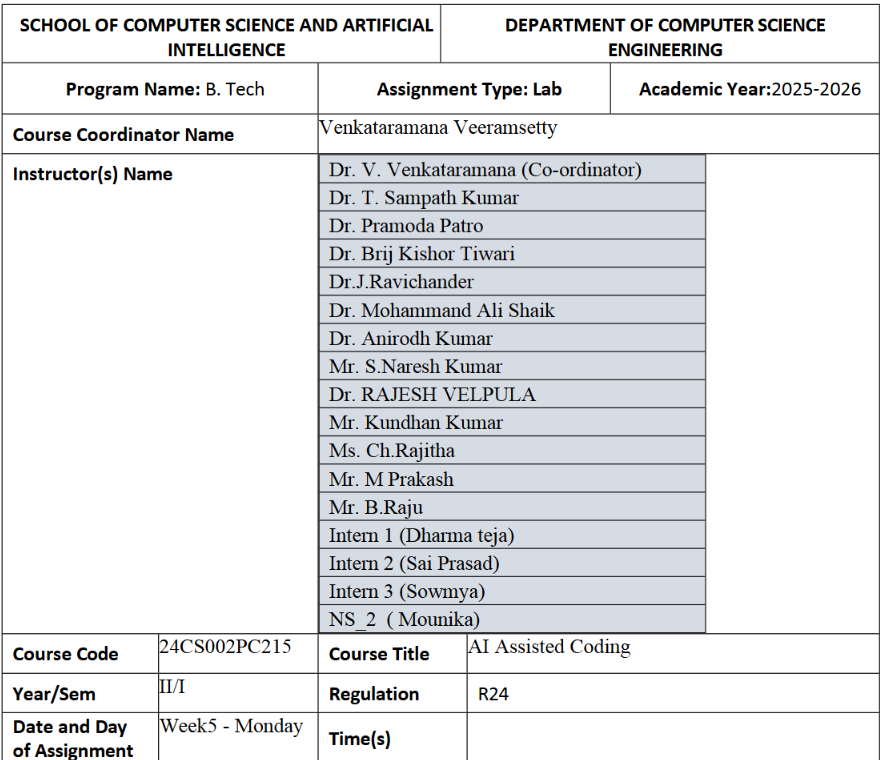 SCHOOL OF COMPUTER SCIENCE AND ARTIFICIAL
INTELLIGENCE
DEPARTMENT OF COMPUTER SCIENCE
ENGINEERING
Program Name: B. Tech
Assignment Type: Lab
Academic Year:2025-2026
Course Coordinator Name
Venkataramana Veeramsetty
Instructor(s) Name
Dr. V. Venkataramana (Co-ordinator)
Dr. T. Sampath Kumar
Dr. Pramoda Patro
Dr. Brij Kishor Tiwari
Dr.J.Ravichander
Dr. Mohammand Ali Shaik
Dr. Anirodh Kumar
Mr. S.Naresh Kumar
Dr. RAJESH VELPULA
Mr. Kundhan Kumar
Ms. Ch.Rajitha
Mr. M Prakash
Mr. B.Raju
Intern 1 (Dharma teja)
Intern 2 (Sai Prasad)
Intern 3 (Sowmya)
NS_2 ( Mounika)
Course Code
24CS002PC215
Course Title
AI Assisted Coding
Year/Sem
II/I
Regulation
R24
Date and Day
of Assignment
Week5 - Monday
Time(s)